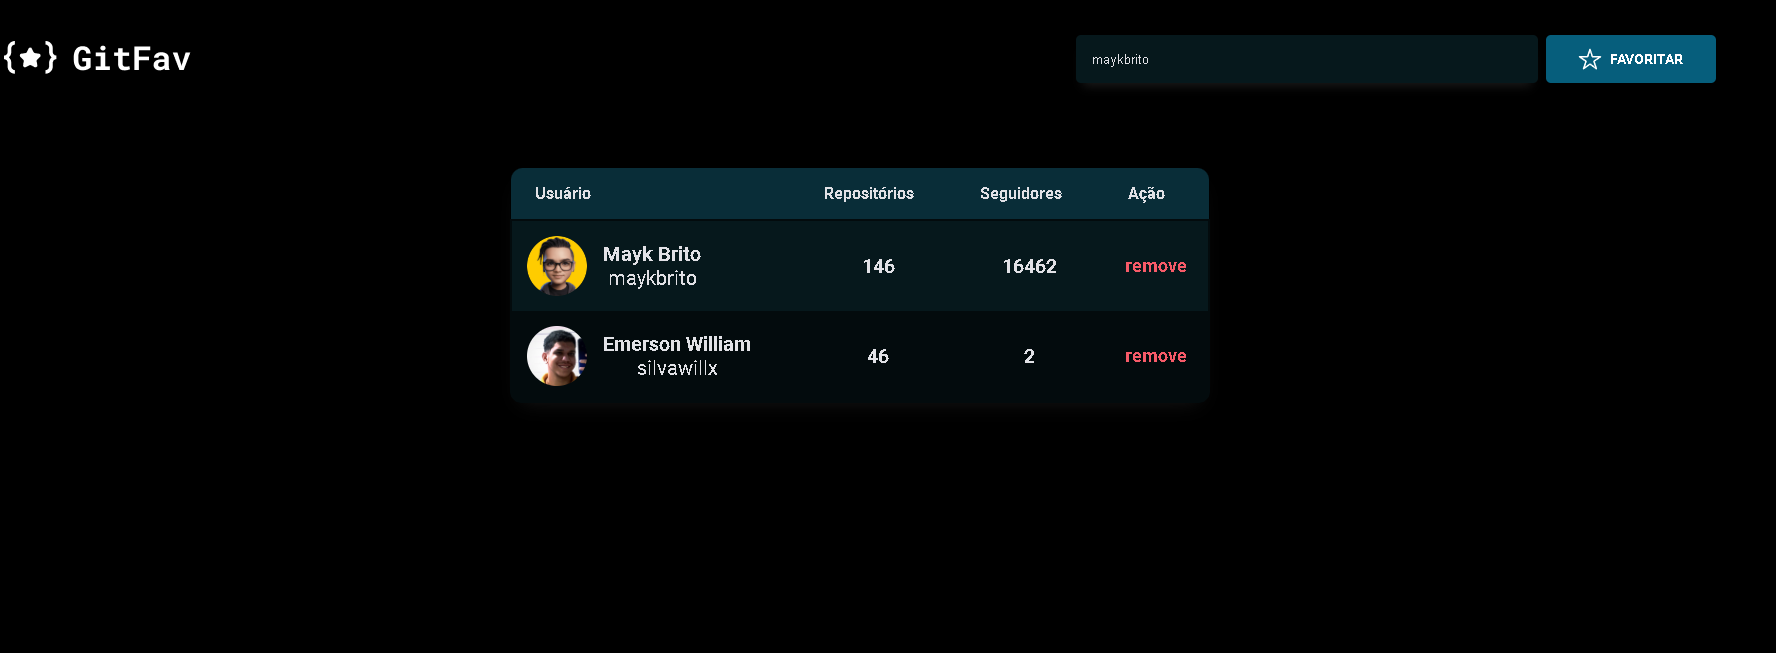 {★} GitFav
maykbrito
FAVORITAR
Usuário Repositórios Seguidores Ação
Mayk Brito
maykbrito
146 16462 remove
Emerson William
silvawillx
46 2 remove